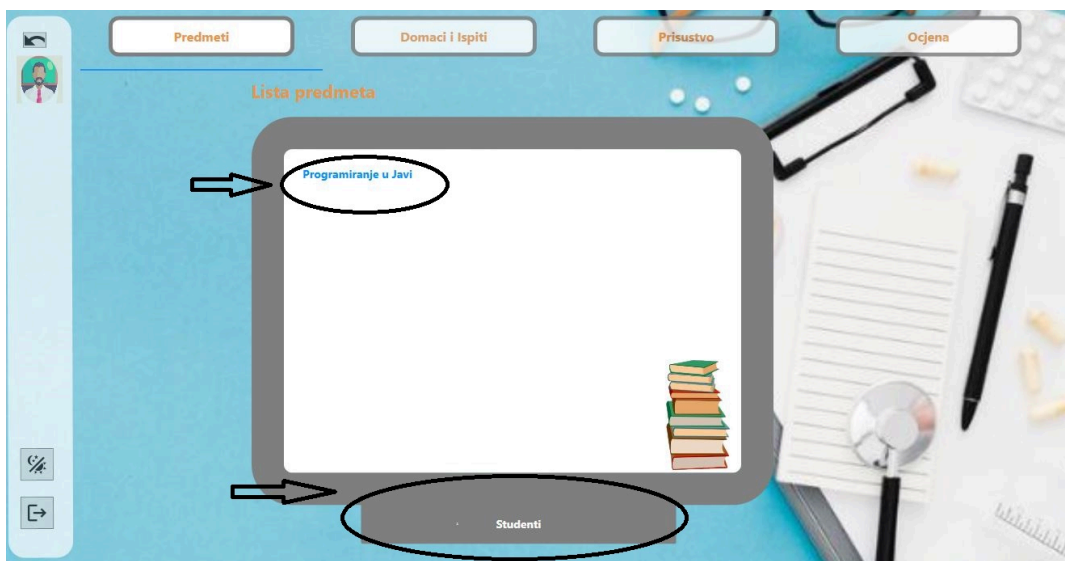 Predmeti
Domaci i Ispiti
Prisustvo
Ocjena
Lista predmeta
Programiranje u Javi
Studenti